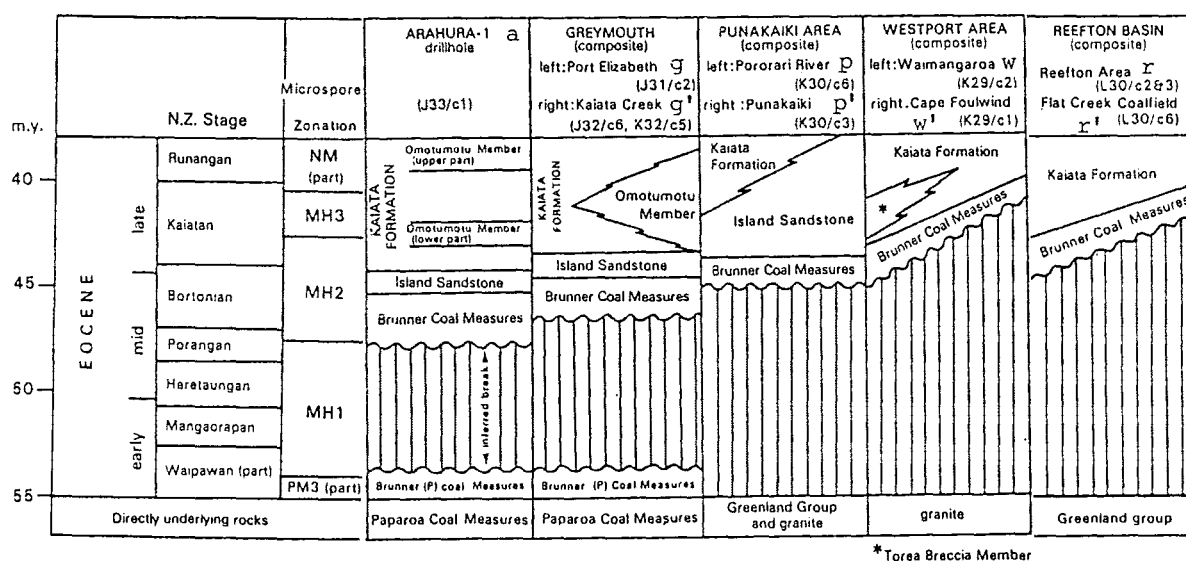 ARAHURA-1 a
drillhole
(J33/c1)
GREYMOUTH
(composite)
left:Port Elizabeth g
(J31/c2)
right:Kaiata Creek g'
(J32/c6, K32/c5)
PUNAKAIKI AREA
(composite)
left:Pororari River p
(K30/c6)
right:Punakaiki p'
(K30/c3)
WESTPORT AREA
(composite)
left:Waimangaroa w
(K29/c2)
right.Cape Foulwind
w' (K29/c1)
REEFTON BASIN
(composite)
Reefton Area r
(L30/c2&3)
Flat Creek Coalfield
r' (L30/c6)
m.y.
N.Z. Stage
Microspore
Zonation
40
45
50
55
EOCENE
late
mid
early
Runangan
Kaiatan
Bortonian
Porangan
Heretaungan
Mangaorapan
Waipawan (part)
NM
(part)
MH3
MH2
MH1
PM3 (part)
KAIATA
FORMATION
Omotumotu Member
(upper part)
Omotumotu Member
(lower part)
Island Sandstone
Brunner Coal Measures
inferred break
Brunner (P) coal Measures
KAIATA
FORMATION
Omotumotu
Member
Island Sandstone
Brunner Coal Measures
Brunner (P) Coal Measures
Kaiata
Formation
Island Sandstone
Brunner Coal Measures
Kaiata Formation
*
Brunner Coal Measures
Kaiata Formation
Brunner Coal Measures
Directly underlying rocks
Paparoa Coal Measures
Paparoa Coal Measures
Greenland Group
and granite
granite
Greenland group
*Torea Breccia Member